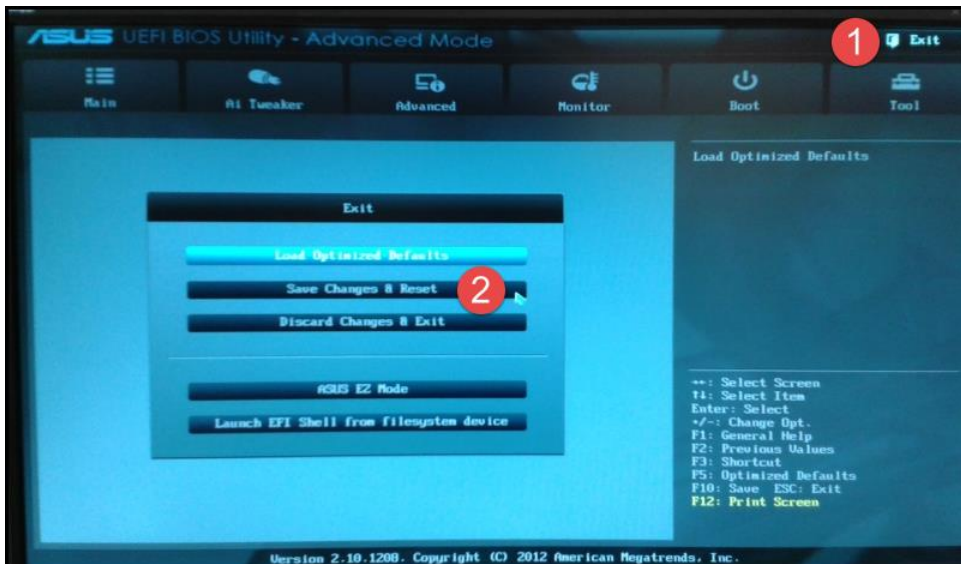 ASUS UEFI BIOS Utility - Advanced Mode
1
Exit
Main
Ai Tweaker
Advanced
Monitor
Boot
Tool
Load Optimized Defaults
Exit
Load Optimized Defaults
Save Changes & Reset
2
Discard Changes & Exit
ASUS EZ Mode
Launch EFI Shell from filesystem device
→←: Select Screen
↑↓: Select Item
Enter: Select
+/-: Change Opt.
F1: General Help
F2: Previous Values
F3: Shortcut
F5: Optimized Defaults
F10: Save ESC: Exit
F12: Print Screen
Version 2.10.1208. Copyright (C) 2012 American Megatrends, Inc.